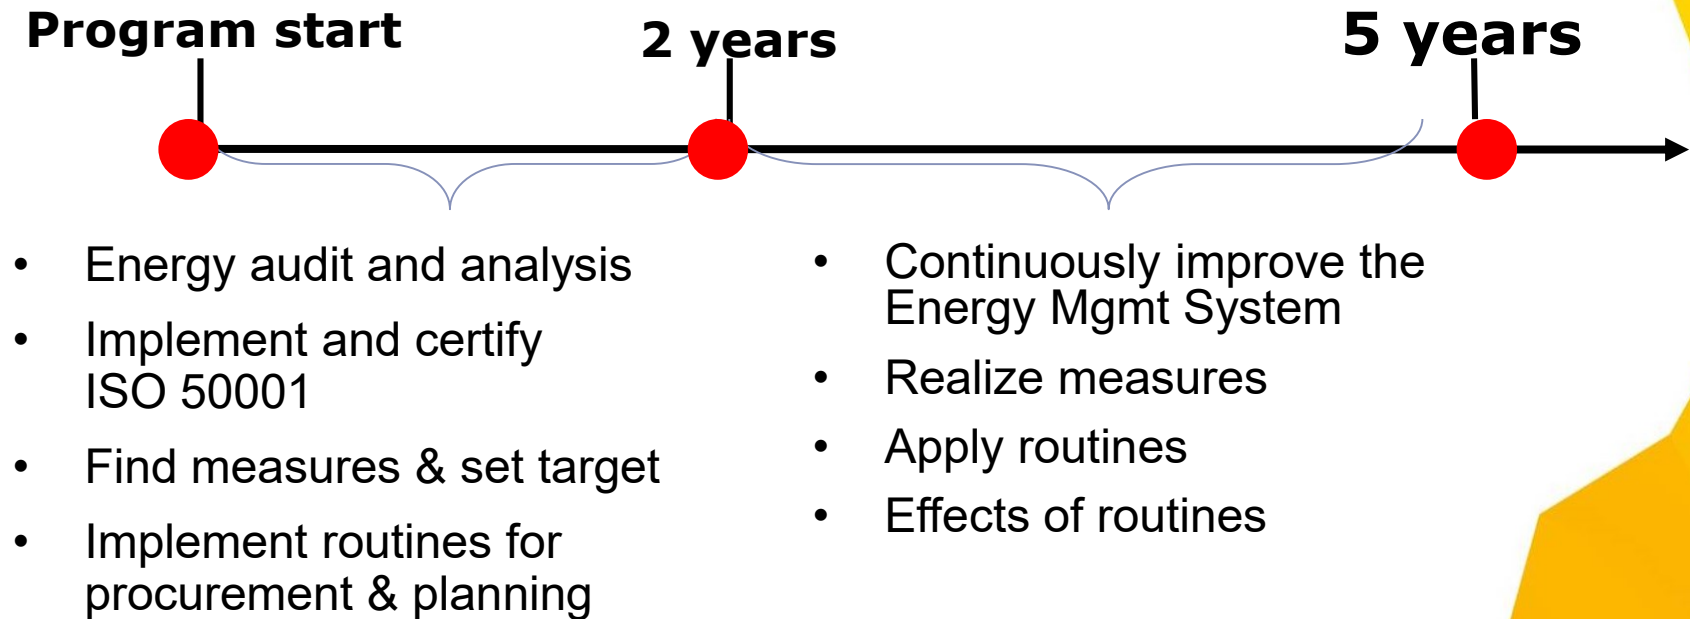 Program start
2 years
5 years
• Energy audit and analysis
• Implement and certify
ISO 50001
• Find measures & set target
• Implement routines for
procurement & planning
• Continuously improve the
Energy Mgmt System
• Realize measures
• Apply routines
• Effects of routines